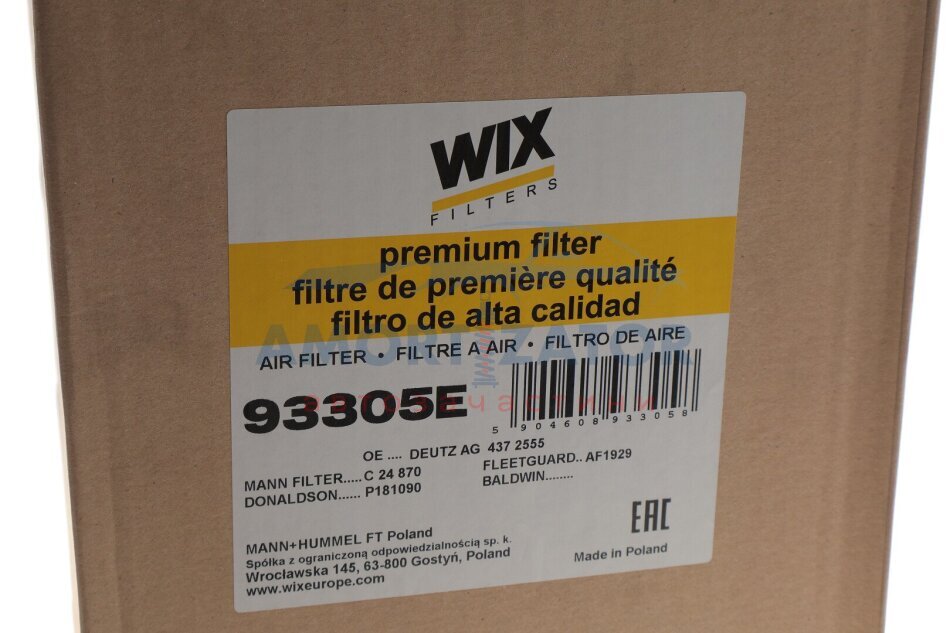 WIX
FILTERS
premium filter
filtre de première qualité
filtro de alta calidad
AMORTIZATOR
АВТОЗАПЧАСТИНИ
AIR FILTER • FILTRE A AIR • FILTRO DE AIRE
93305E
5 904608 933058
OE .... DEUTZ AG 437 2555
MANN FILTER.....C 24 870
FLEETGUARD.. AF1929
DONALDSON...... P181090
BALDWIN........
EAC
MANN+HUMMEL FT Poland
Spółka z ograniczoną odpowiedzialnością sp. k.
Wrocławska 145, 63-800 Gostyń, Poland
www.wixeurope.com
Made in Poland